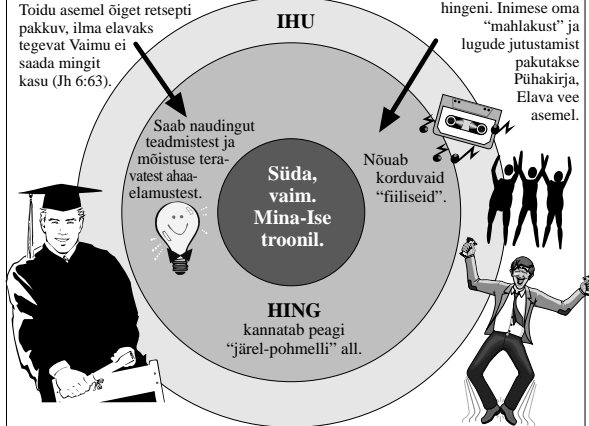 Toidu asemel õiget retsepti
pakkuv, ilma elavaks
tegevat Vaimu ei
saada mingit
kasu (Jh 6:63).
IHU
hingeni. Inimese oma
“mahlakust” ja
lugude jutustamist
pakutakse
Pühakirja,
Elava vee
asemel.
Saab naudingut
teadmistest ja
mõistuse tera-
vatest ahaa-
elamustest.
Süda,
vaim.
Mina-Ise
troonil.
Nõuab
korduvaid
“fiiliseid”.
HING
kannatab peagi
“järel-pohmelli” all.